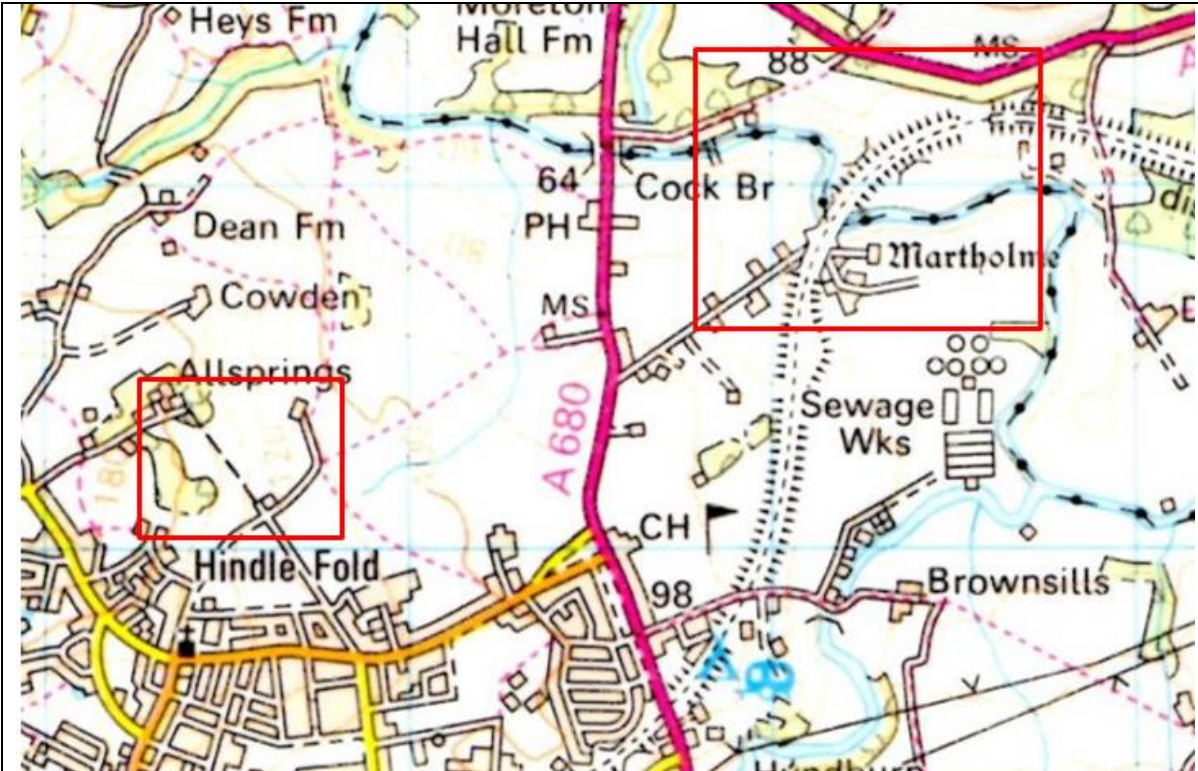 Heys Fm
Moreton
Hall Fm
88
MS
64
Cock Br
PH
Dean Fm
Martholme
Cowden
MS
Allsprings
A 680
Sewage
Wks
CH
Hindle Fold
98
Brownsills